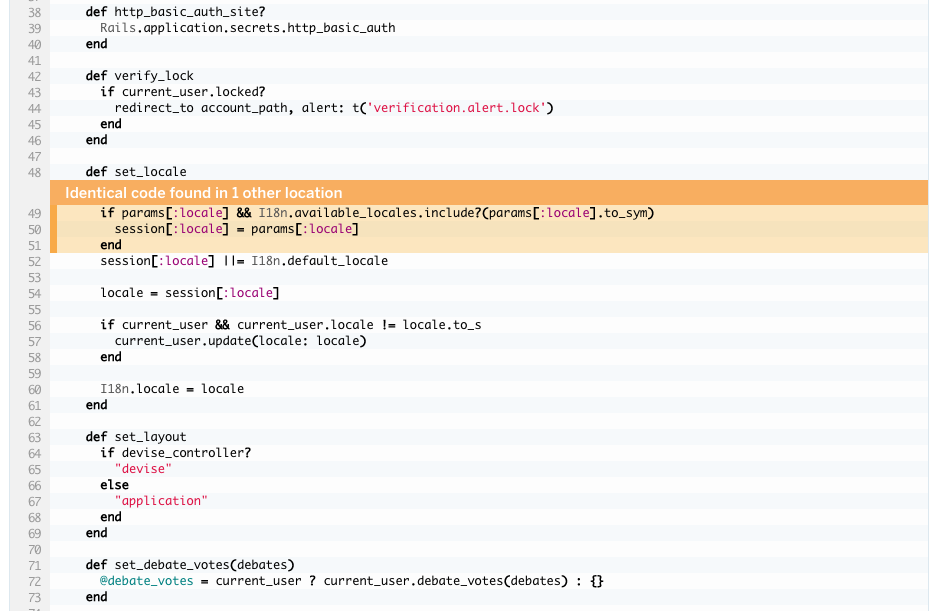 38 def http_basic_auth_site?
39 Rails.application.secrets.http_basic_auth
40 end
41
42 def verify_lock
43 if current_user.locked?
44 redirect_to account_path, alert: t('verification.alert.lock')
45 end
46 end
47
48 def set_locale
Identical code found in 1 other location
49 if params[:locale] && I18n.available_locales.include?(params[:locale].to_sym)
50 session[:locale] = params[:locale]
51 end
52 session[:locale] ||= I18n.default_locale
53
54 locale = session[:locale]
55
56 if current_user && current_user.locale != locale.to_s
57 current_user.update(locale: locale)
58 end
59
60 I18n.locale = locale
61 end
62
63 def set_layout
64 if devise_controller?
65 "devise"
66 else
67 "application"
68 end
69 end
70
71 def set_debate_votes(debates)
72 @debate_votes = current_user ? current_user.debate_votes(debates) : {}
73 end